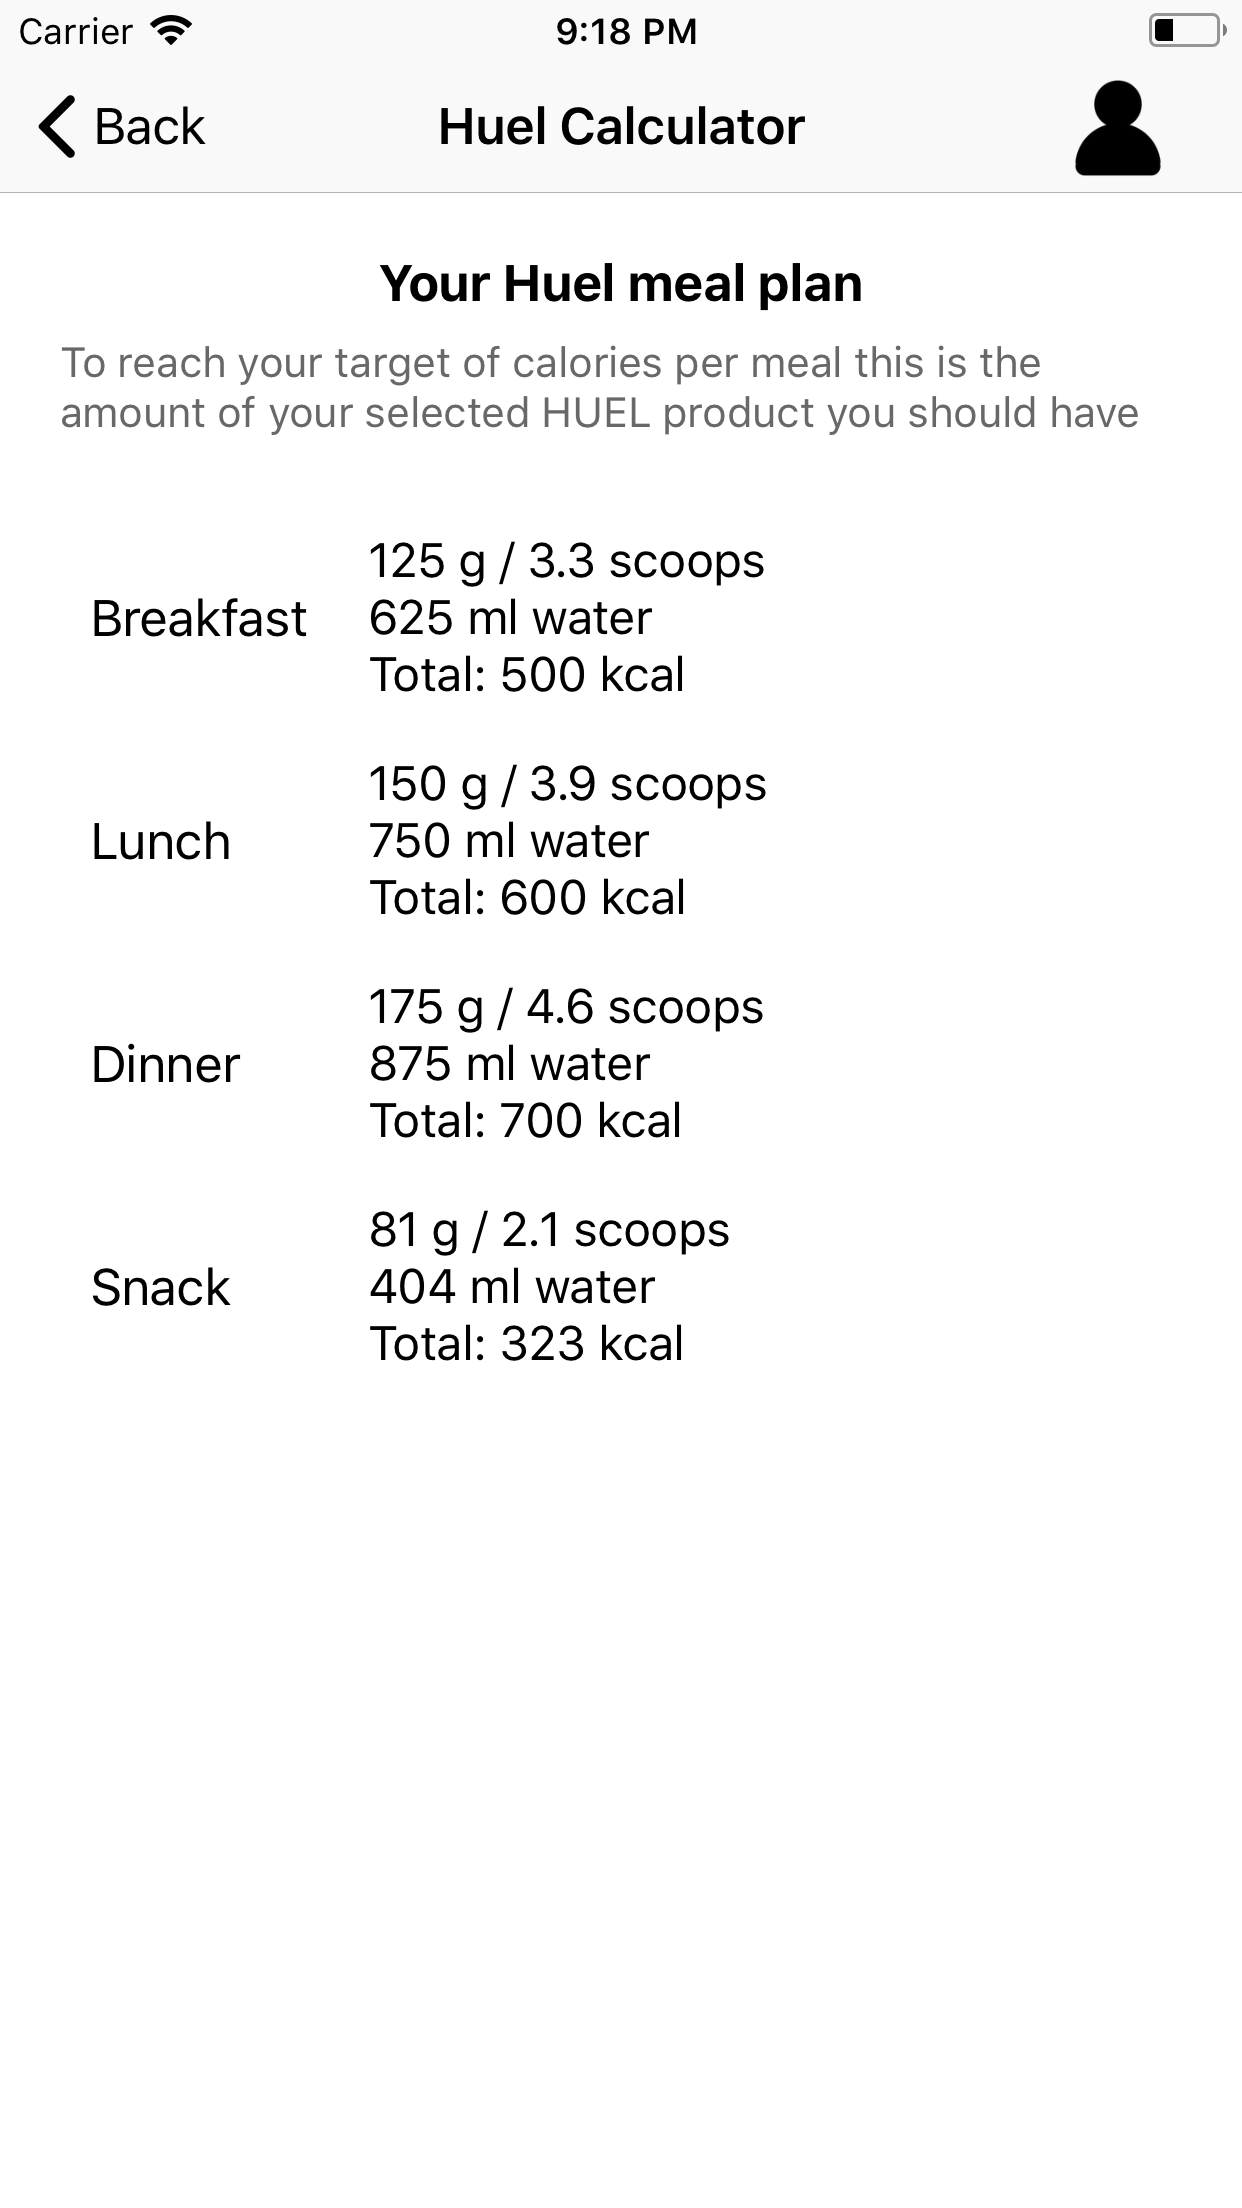 Carrier 9:18 PM
Back Huel Calculator
Your Huel meal plan
To reach your target of calories per meal this is the
amount of your selected HUEL product you should have
125 g / 3.3 scoops
Breakfast 625 ml water
Total: 500 kcal
150 g / 3.9 scoops
Lunch 750 ml water
Total: 600 kcal
175 g / 4.6 scoops
Dinner 875 ml water
Total: 700 kcal
81 g / 2.1 scoops
Snack 404 ml water
Total: 323 kcal